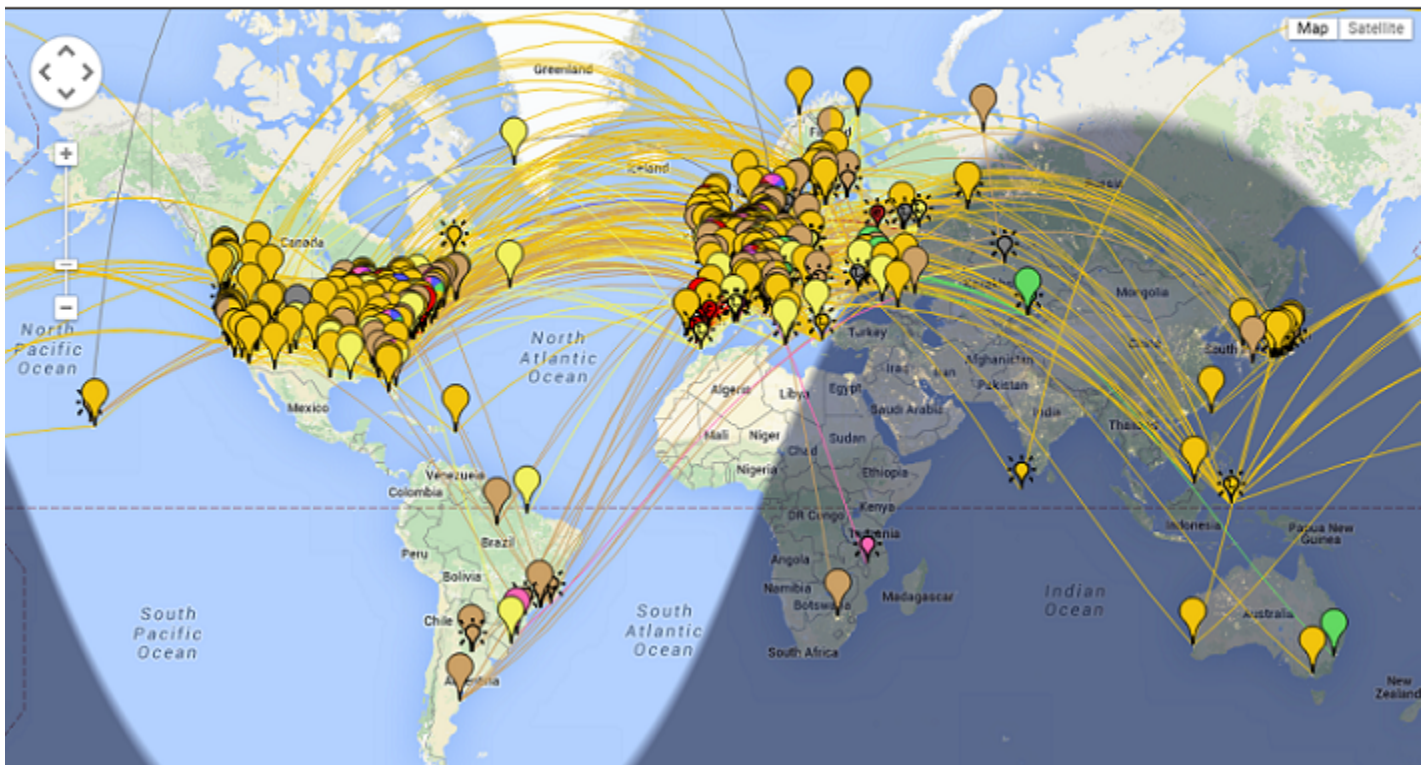 Map Satellite
Greenland
Finland
Iceland
Canada
North
Pacific
Ocean
Mongolia
North
Atlantic
Ocean
Turkey
Afghanistan
Iraq
Iran
Pakistan
Algeria
Libya
Egypt
Mexico
Saudi Arabia
India
Mali
Niger
Sudan
Chad
Venezuela
Nigeria
Ethiopia
Colombia
DR Congo
Kenya
Indonesia
Papua New
Guinea
Brazil
Tanzania
Peru
Angola
Bolivia
Namibia
Botswana
Madagascar
Indian
Ocean
South
Pacific
Ocean
Chile
South
Atlantic
Ocean
Australia
South Africa
Argentina
New
Zealand